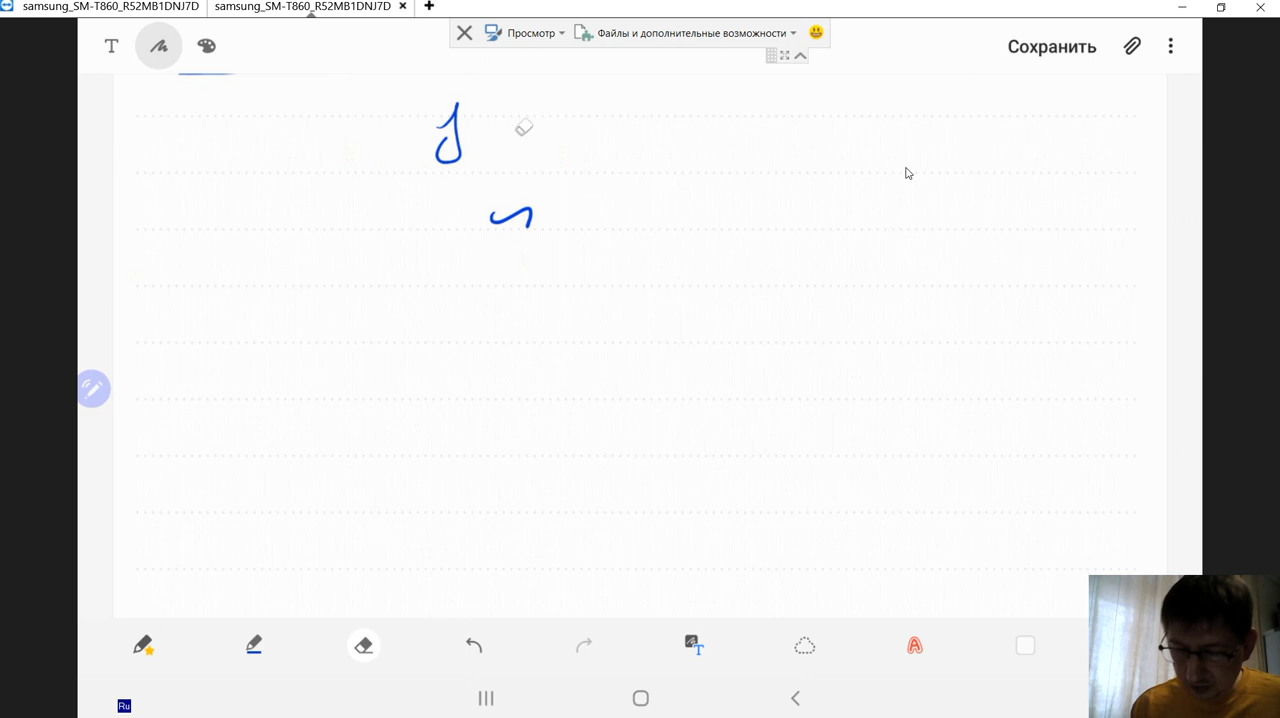 samsung_SM-T860_R52MB1DNJ7D samsung_SM-T860_R52MB1DNJ7D
Просмотр Файлы и дополнительные возможности
T Сохранить
T A
Ru